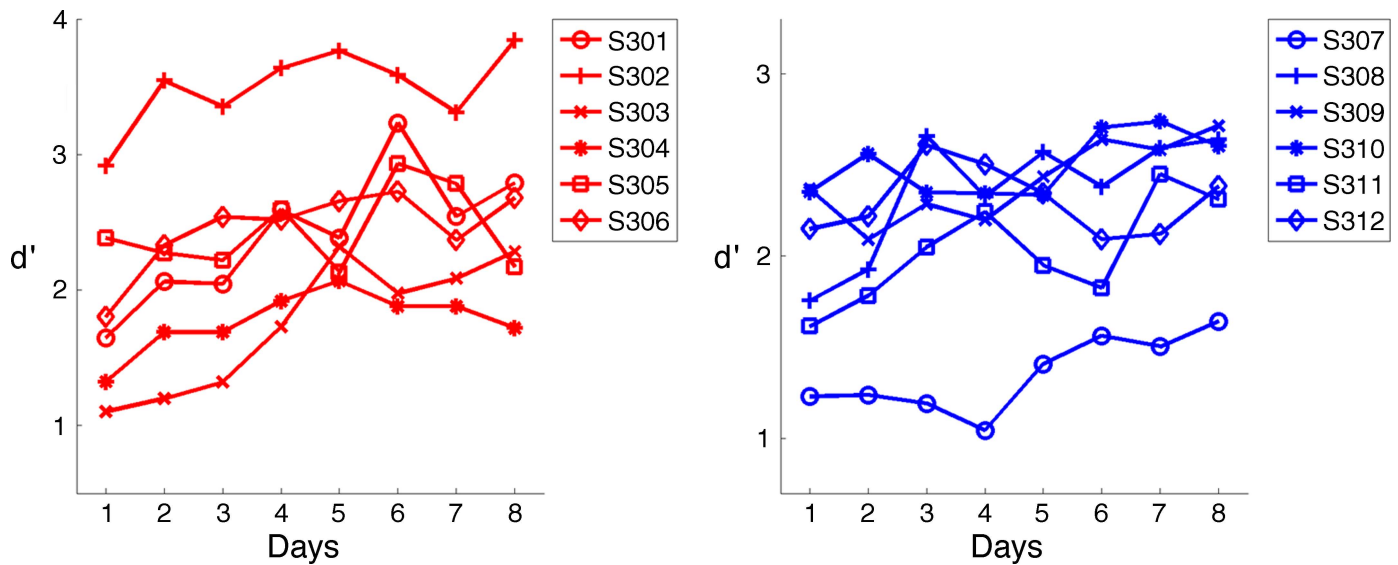 4
3
2
1
d'
1 2 3 4 5 6 7 8
Days
S301
S302
S303
S304
S305
S306
3
2
1
d'
1 2 3 4 5 6 7 8
Days
S307
S308
S309
S310
S311
S312